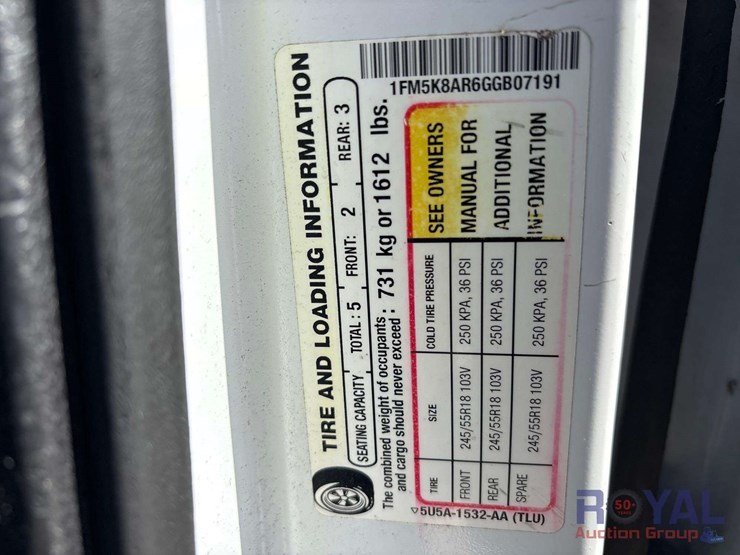 1FM5K8AR6GGB07191
TIRE AND LOADING INFORMATION
SEATING CAPACITY TOTAL: 5 FRONT: 2 REAR: 3
The combined weight of occupants and cargo should never exceed: 731 kg or 1612 lbs.
TIRE SIZE COLD TIRE PRESSURE
FRONT 245/55R18 103V 250 KPA, 36 PSI
REAR 245/55R18 103V 250 KPA, 36 PSI
SPARE 245/55R18 103V 250 KPA, 36 PSI
SEE OWNERS
MANUAL FOR
ADDITIONAL
INFORMATION
5U5A-1532-AA (TLU)
ROYAL
50
Auction Group